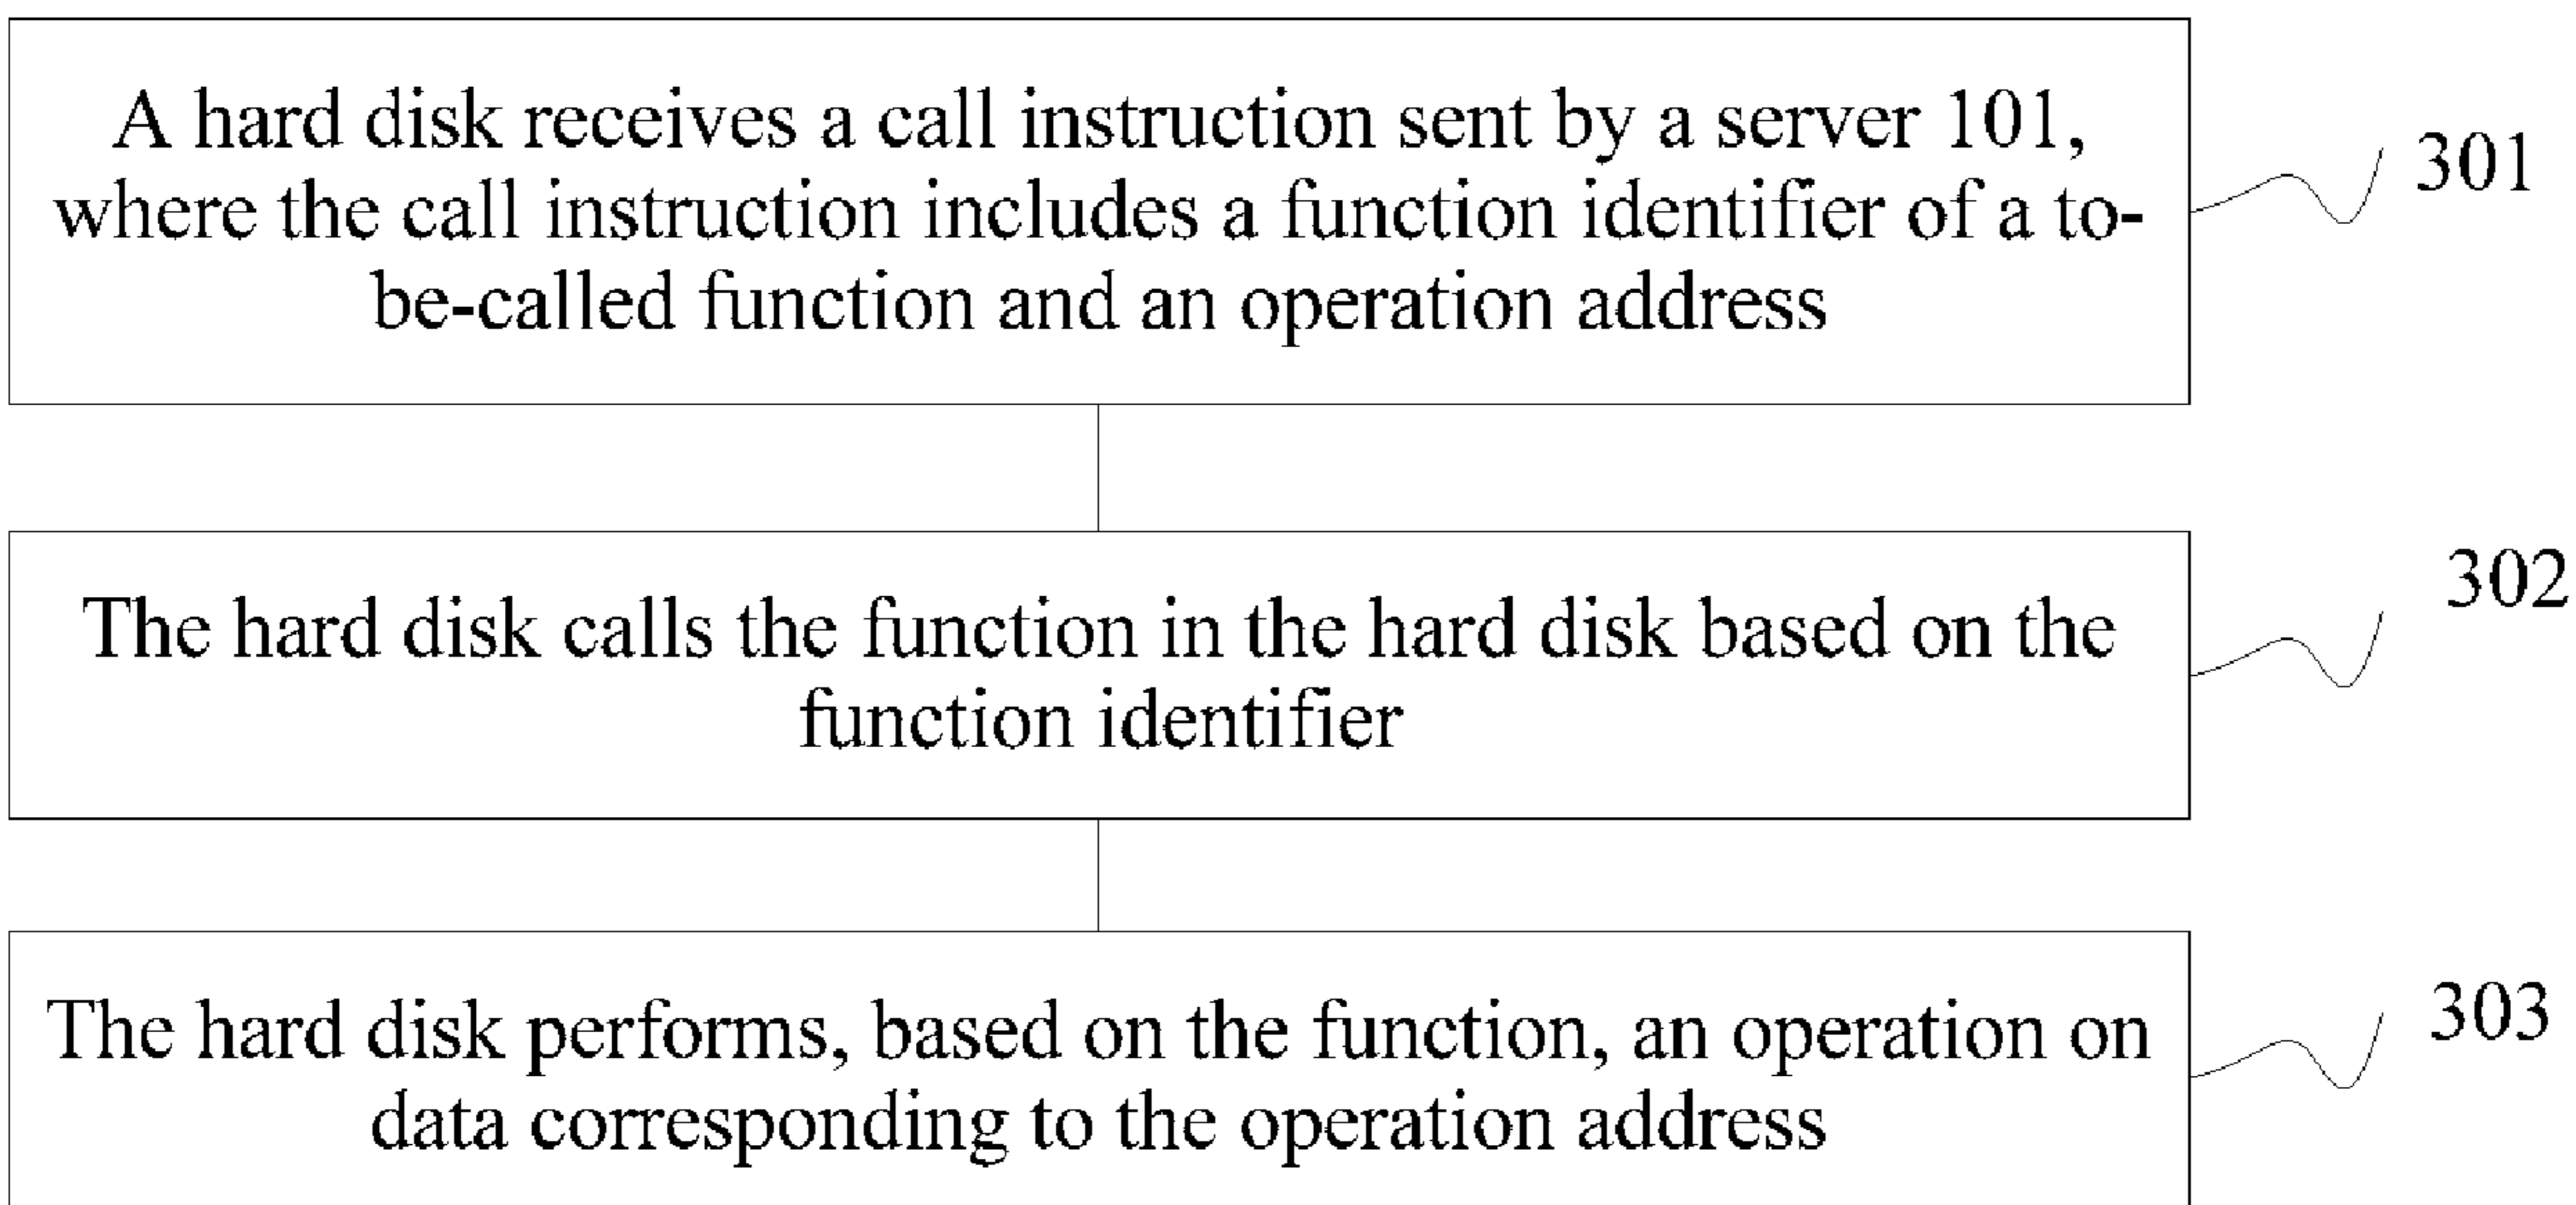 A hard disk receives a call instruction sent by a server 101,
where the call instruction includes a function identifier of a to-
be-called function and an operation address
301
The hard disk calls the function in the hard disk based on the
function identifier
302
The hard disk performs, based on the function, an operation on
data corresponding to the operation address
303